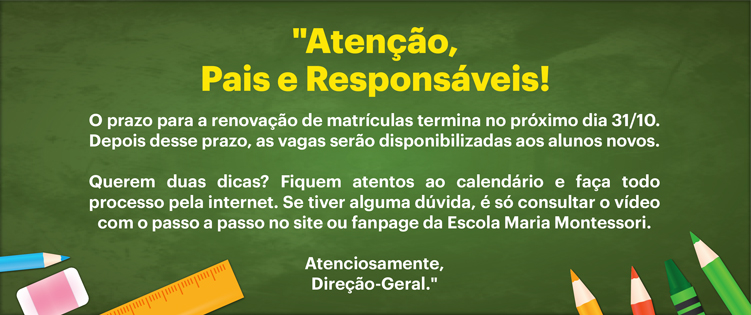 "Atenção,
Pais e Responsáveis!
O prazo para a renovação de matrículas termina no próximo dia 31/10.
Depois desse prazo, as vagas serão disponibilizadas aos alunos novos.
Querem duas dicas? Fiquem atentos ao calendário e faça todo
processo pela internet. Se tiver alguma dúvida, é só consultar o vídeo
com o passo a passo no site ou fanpage da Escola Maria Montessori.
Atenciosamente,
Direção-Geral."